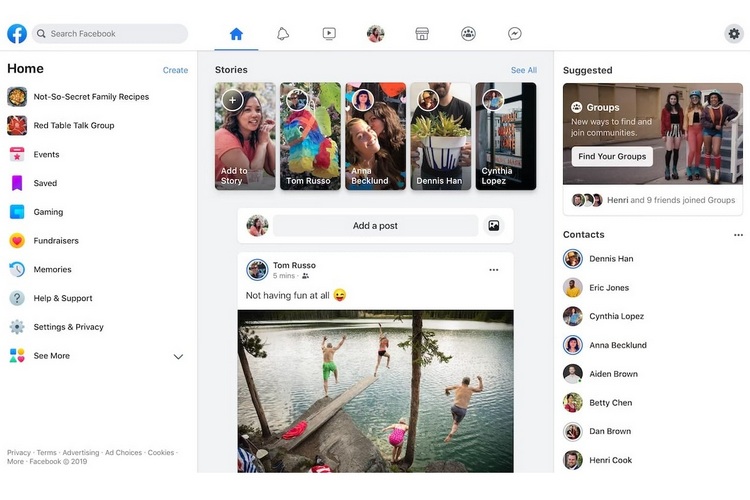 Search Facebook
Home
Create
Not-So-Secret Family Recipes
Red Table Talk Group
Events
Saved
Gaming
Fundraisers
Memories
Help & Support
Settings & Privacy
See More
Privacy · Terms · Advertising · Ad Choices · Cookies ·
More · Facebook © 2019
Stories
See All
Add to
Story
Tom Russo
Anna
Becklund
Dennis Han
Cynthia
Lopez
Add a post
Tom Russo
5 mins ·
Not having fun at all 😜
Suggested
Groups
New ways to find and
join communities.
Find Your Groups
Henri and 9 friends joined Groups
Contacts
Dennis Han
Eric Jones
Cynthia Lopez
Anna Becklund
Aiden Brown
Betty Chen
Dan Brown
Henri Cook